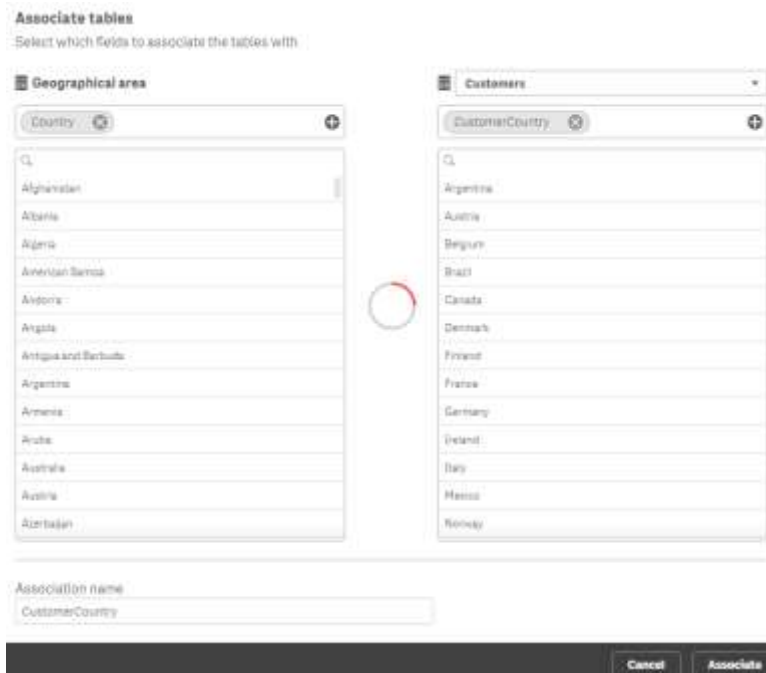 Associate tables
Select which fields to associate the tables with
Geographical area
Customers
Country
CustomerCountry
Afghanistan
Albania
Algeria
American Samoa
Andorra
Angola
Antigua and Barbuda
Argentina
Armenia
Aruba
Australia
Austria
Azerbaijan
Argentina
Austria
Belgium
Brazil
Canada
Denmark
Finland
France
Germany
Ireland
Italy
Mexico
Norway
Association name
CustomerCountry
Cancel
Associate